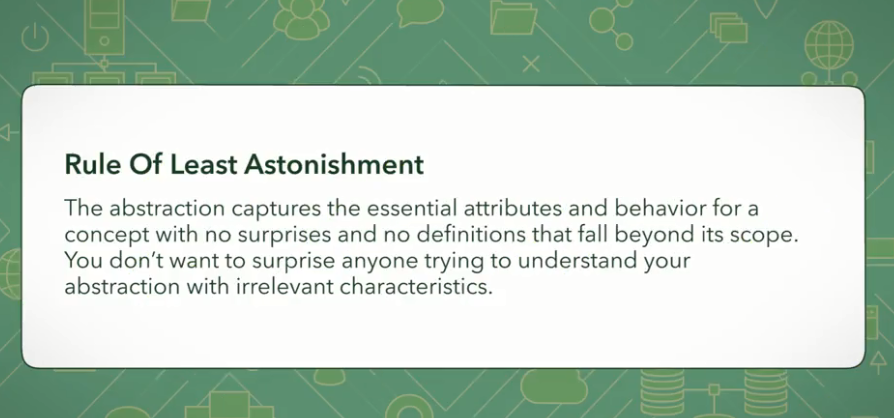 Rule Of Least Astonishment
The abstraction captures the essential attributes and behavior for a
concept with no surprises and no definitions that fall beyond its scope.
You don’t want to surprise anyone trying to understand your
abstraction with irrelevant characteristics.